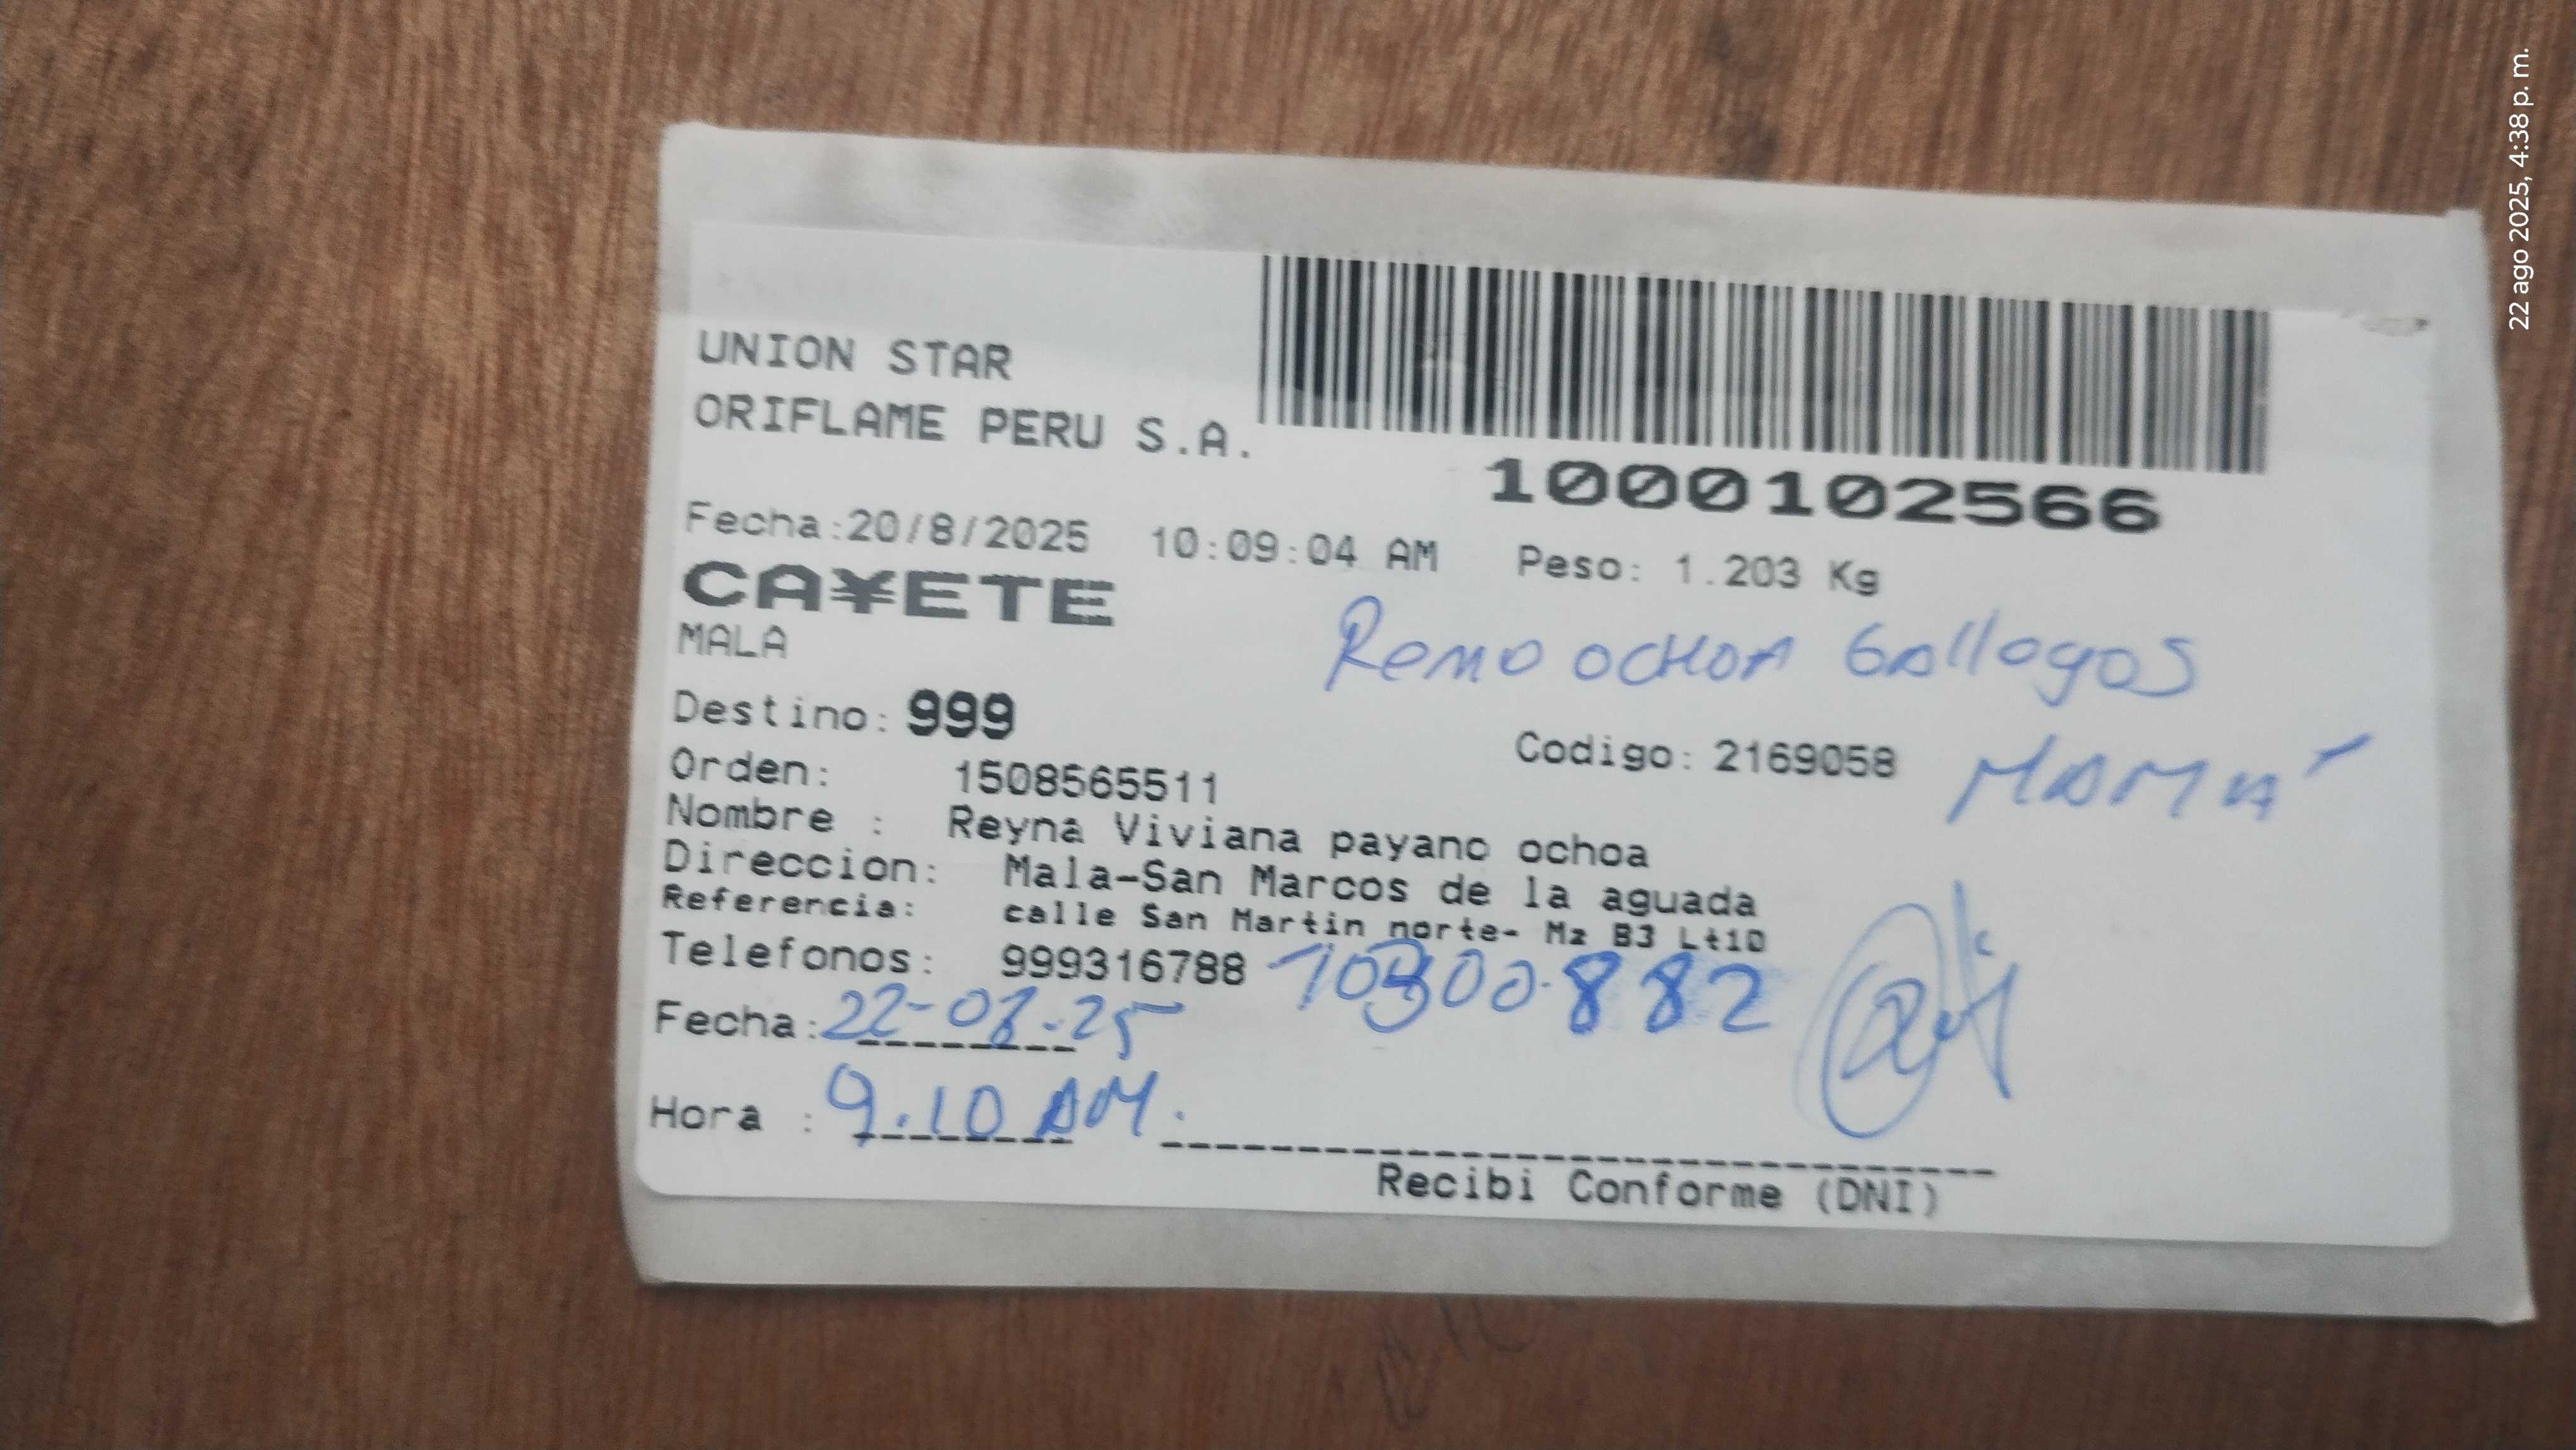 UNION STAR
ORIFLAME PERU S.A.
1000102566
Fecha:20/8/2025 10:09:04 AM Peso: 1.203 Kg
CA¥ETE
MALA
Remo OCHOA Gallegos
Destino: 999
Codigo: 2169058 MAMÁ
Orden: 1508565511
Nombre : Reyna Viviana payano ochoa
Direccion: Mala-San Marcos de la aguada
Referencia: calle San Martin norte- Mz B3 Lt10
Telefonos: 999316788
Fecha: 22-08-25
Hora : 9.10 AM.
Recibi Conforme (DNI)
22 ago 2025, 4:38 p. m.